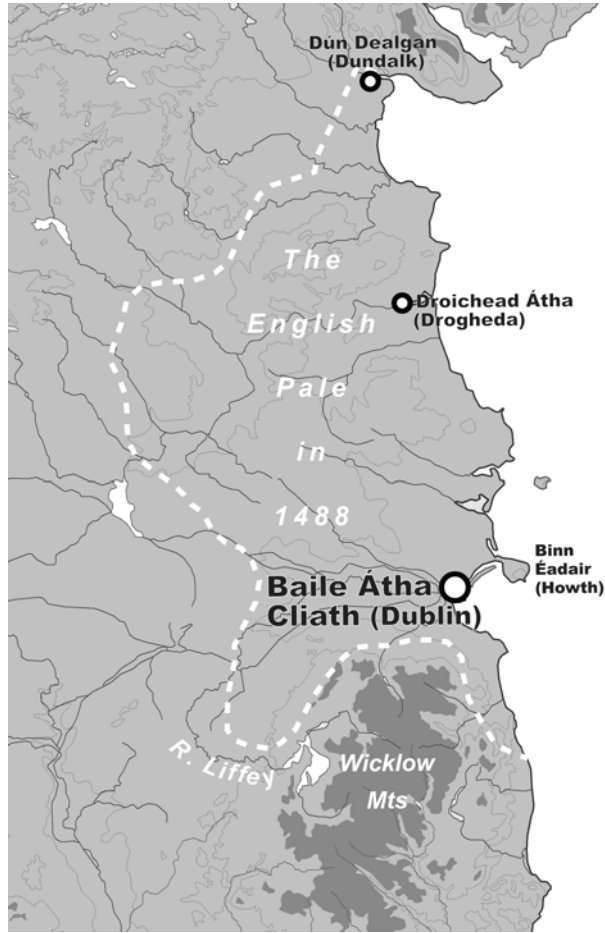 Dún Dealgan
(Dundalk)
The
Droichead Átha
(Drogheda)
English
Pale
in
1488
Binn
Éadair
(Howth)
Baile Átha
Cliath (Dublin)
R. Liffey
Wicklow
Mts